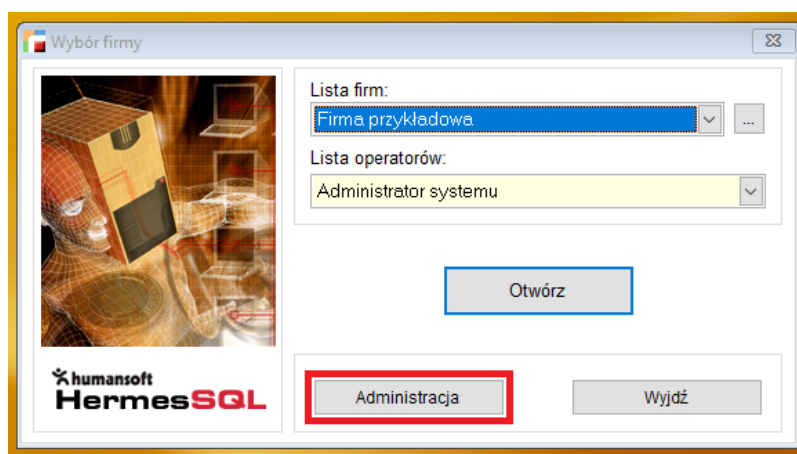 Wybór firmy
Lista firm:
Firma przykładowa
...
Lista operatorów:
Administrator systemu
Otwórz
humansoft
HermesSQL
Administracja
Wyjdź